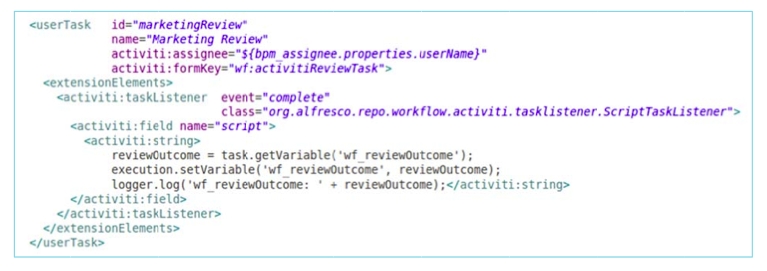 <userTask   id="marketingReview"
            name="Marketing Review"
            activiti:assignee="${bpm_assignee.properties.userName}"
            activiti:formKey="wf:activitiReviewTask">
  <extensionElements>
    <activiti:taskListener  event="complete"
                            class="org.alfresco.repo.workflow.activiti.tasklistener.ScriptTaskListener">
      <activiti:field name="script">
        <activiti:string>
            reviewOutcome = task.getVariable('wf_reviewOutcome');
            execution.setVariable('wf_reviewOutcome', reviewOutcome);
            logger.log('wf_reviewOutcome: ' + reviewOutcome);</activiti:string>
      </activiti:field>
    </activiti:taskListener>
  </extensionElements>
</userTask>